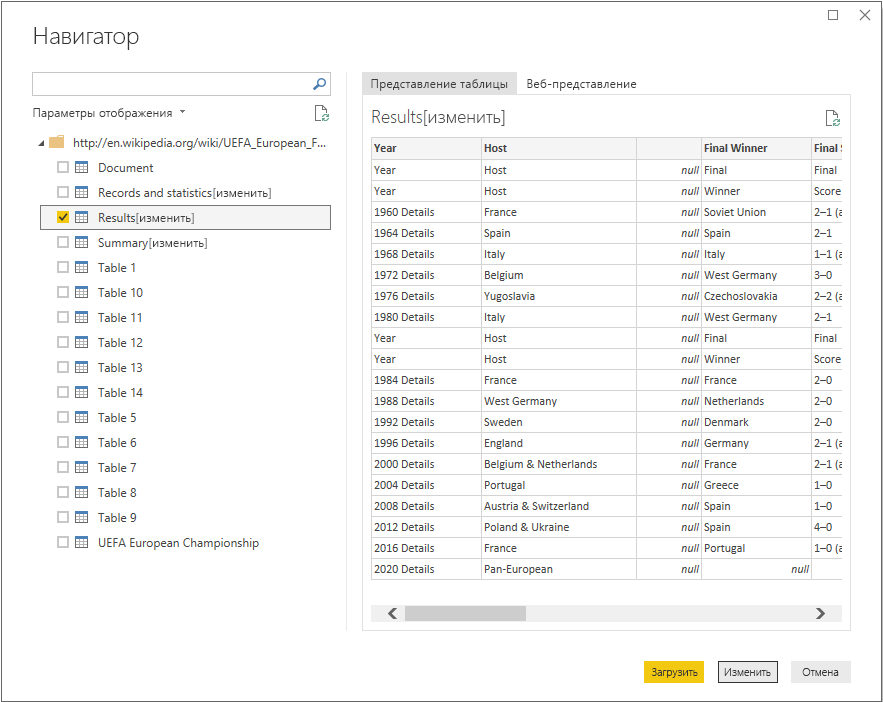 Навигатор
Параметры отображения
http://en.wikipedia.org/wiki/UEFA_European_F...
Document
Records and statistics[изменить]
Results[изменить]
Summary[изменить]
Table 1
Table 10
Table 11
Table 12
Table 13
Table 14
Table 5
Table 6
Table 7
Table 8
Table 9
UEFA European Championship
Представление таблицы Веб-представление
Results[изменить]
Year Host Final Winner Final S
Year Host null Final Final
Year Host null Winner Score
1960 Details France null Soviet Union 2–1 (a
1964 Details Spain null Spain 2–1
1968 Details Italy null Italy 1–1 (a
1972 Details Belgium null West Germany 3–0
1976 Details Yugoslavia null Czechoslovakia 2–2 (a
1980 Details Italy null West Germany 2–1
Year Host null Final Final
Year Host null Winner Score
1984 Details France null France 2–0
1988 Details West Germany null Netherlands 2–0
1992 Details Sweden null Denmark 2–0
1996 Details England null Germany 2–1 (a
2000 Details Belgium & Netherlands null France 2–1 (a
2004 Details Portugal null Greece 1–0
2008 Details Austria & Switzerland null Spain 1–0
2012 Details Poland & Ukraine null Spain 4–0
2016 Details France null Portugal 1–0 (a
2020 Details Pan-European null null
Загрузить Изменить Отмена